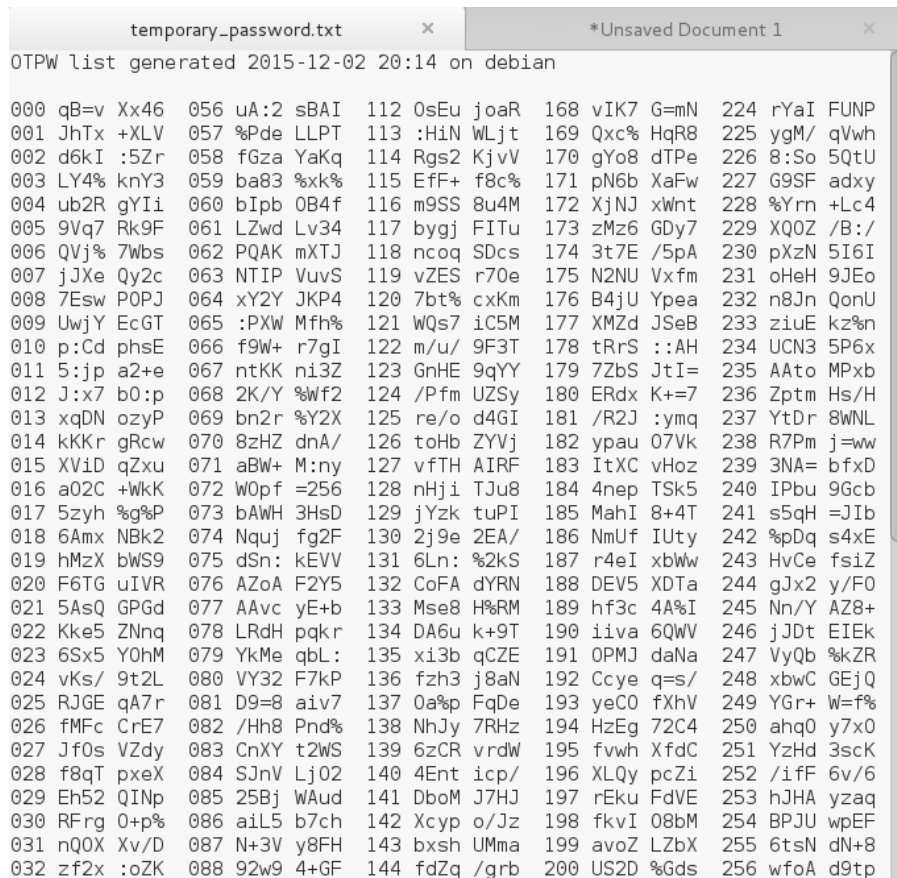 temporary_password.txt ×
*Unsaved Document 1 ×
OTPW list generated 2015-12-02 20:14 on debian
000 qB=v Xx46 056 uA:2 sBAI 112 OsEu joaR 168 vIK7 G=mN 224 rYaI FUNP
001 JhTx +XLV 057 %Pde LLPT 113 :HiN WLjt 169 Qxc% HqR8 225 ygM/ qVwh
002 d6kI :5Zr 058 fGza YaKq 114 Rgs2 KjvV 170 gYo8 dTPe 226 8:So 5QtU
003 LY4% knY3 059 ba83 %xk% 115 EfF+ f8c% 171 pN6b XaFw 227 G9SF adxy
004 ub2R gYIi 060 bIpb OB4f 116 m9SS 8u4M 172 XjNJ xWnt 228 %Yrn +Lc4
005 9Vq7 Rk9F 061 LZwd Lv34 117 bygj FITu 173 zMz6 GDy7 229 XQOZ /B:/
006 QVj% 7Wbs 062 PQAK mXTJ 118 ncoq SDcs 174 3t7E /5pA 230 pXzN 5I6I
007 jJXe Qy2c 063 NTIP VuvS 119 vZES r7Oe 175 N2NU Vxfm 231 oHeH 9JEo
008 7Esw POPJ 064 xY2Y JKP4 120 7bt% cxKm 176 B4jU Ypea 232 n8Jn QonU
009 UwjY EcGT 065 :PXW Mfh% 121 WQs7 iC5M 177 XMZd JSeB 233 ziuE kz%n
010 p:Cd phsE 066 f9W+ r7gI 122 m/u/ 9F3T 178 tRrS ::AH 234 UCN3 5P6x
011 5:jp a2+e 067 ntKK ni3Z 123 GnHE 9qYY 179 7ZbS JtI= 235 AAto MPxb
012 J:x7 b0:p 068 2K/Y %Wf2 124 /Pfm UZSy 180 ERdx K+=7 236 Zptm Hs/H
013 xqDN ozyP 069 bn2r %Y2X 125 re/o d4GI 181 /R2J :ymq 237 YtDr 8WNL
014 kKKr gRcw 070 8zHZ dnA/ 126 toHb ZYVj 182 ypau O7Vk 238 R7Pm j=ww
015 XViD qZxu 071 aBW+ M:ny 127 vfTH AIRF 183 ItXC vHoz 239 3NA= bfxD
016 aO2C +WkK 072 WOpf =256 128 nHji TJu8 184 4nep TSk5 240 IPbu 9Gcb
017 5zyh %g%P 073 bAWH 3HsD 129 jYzk tuPI 185 MahI 8+4T 241 s5qH =JIb
018 6Amx NBk2 074 Nquj fg2F 130 2j9e 2EA/ 186 NmUf IUty 242 %pDq s4xE
019 hMzX bWS9 075 dSn: kEVV 131 6Ln: %2kS 187 r4eI xbWw 243 HvCe fsiZ
020 F6TG uIVR 076 AZoA F2Y5 132 CoFA dYRN 188 DEV5 XDTa 244 gJx2 y/FO
021 5AsQ GPGd 077 AAvc yE+b 133 Mse8 H%RM 189 hf3c 4A%I 245 Nn/Y AZ8+
022 Kke5 ZNnq 078 LRdH pqkr 134 DA6u k+9T 190 iiva 6QWV 246 jJDt EIEk
023 6Sx5 YOhM 079 YkMe qbL: 135 xi3b qCZE 191 OPMJ daNa 247 VyQb %kZR
024 vKs/ 9t2L 080 VY32 F7kP 136 fzh3 j8aN 192 Ccye q=s/ 248 xbwC GEjQ
025 RJGE qA7r 081 D9=8 aiv7 137 Oa%p FqDe 193 yeCO fXhV 249 YGr+ W=f%
026 fMFc CrE7 082 /Hh8 Pnd% 138 NhJy 7RHz 194 HzEg 72C4 250 ahqO y7xO
027 JfOs VZdy 083 CnXY t2WS 139 6zCR vrdW 195 fvwh XfdC 251 YzHd 3scK
028 f8qT pxeX 084 SJnV LjO2 140 4Ent icp/ 196 XLQy pcZi 252 /ifF 6v/6
029 Eh52 QINp 085 25Bj WAud 141 DboM J7HJ 197 rEku FdVE 253 hJHA yzaq
030 RFrg O+p% 086 aiL5 b7ch 142 Xcyp o/Jz 198 fkvI O8bM 254 BPJU wpEF
031 nQOX Xv/D 087 N+3V y8FH 143 bxsh UMma 199 avoZ LZbX 255 6tsN dN+8
032 zf2x :oZK 088 92w9 4+GF 144 fdZq /grb 200 US2D %Gds 256 wfoA d9tp